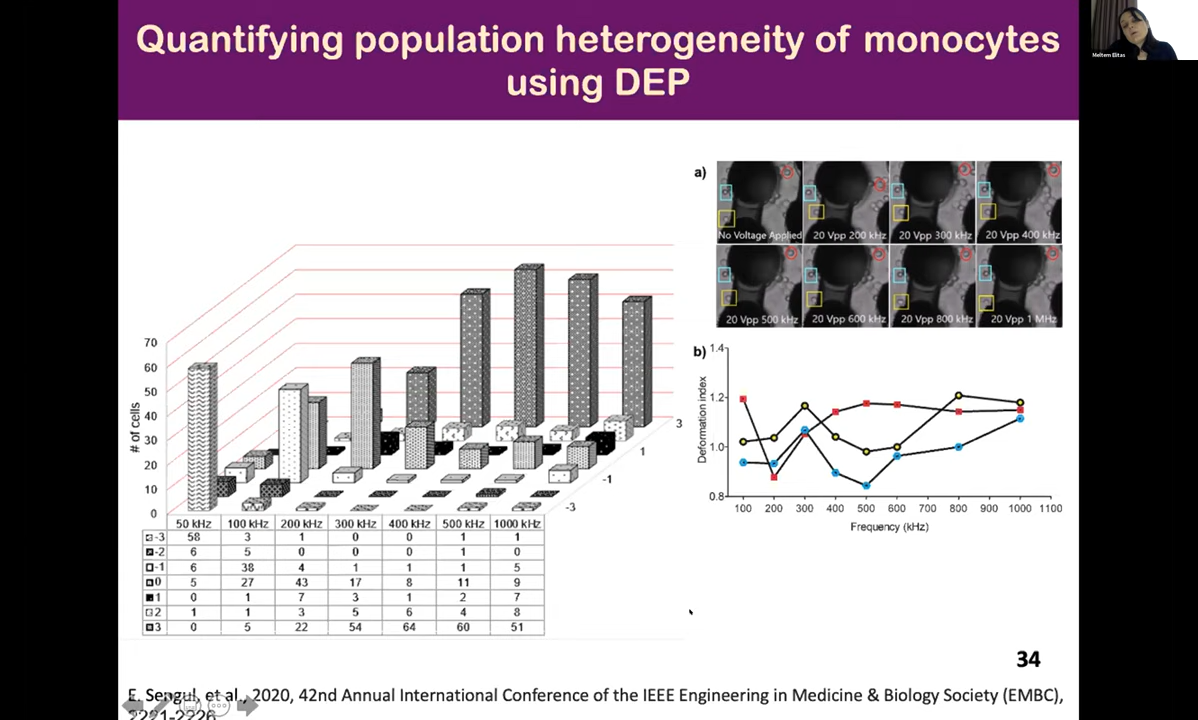 Quantifying population heterogeneity of monocytes
using DEP
Meltem Elitas
a)
No Voltage Applied
20 Vpp 200 kHz
20 Vpp 300 kHz
20 Vpp 400 kHz
20 Vpp 500 kHz
20 Vpp 600 kHz
20 Vpp 800 kHz
20 Vpp 1 MHz
# of cells
70
60
50
40
30
20
10
0
3
1
-1
-3
50 kHz 100 kHz 200 kHz 300 kHz 400 kHz 500 kHz 1000 kHz
-3 58 3 1 0 0 1 1
-2 6 5 0 0 0 1 0
-1 6 38 4 1 1 1 5
0 5 27 43 17 8 11 9
1 0 1 7 3 1 2 7
2 1 1 3 5 6 4 8
3 0 5 22 54 64 60 51
b)
Deformation index
1.4
1.2
1.0
0.8
100 200 300 400 500 600 700 800 900 1000 1100
Frequency (kHz)
34
E. Sengul, et al., 2020, 42nd Annual International Conference of the IEEE Engineering in Medicine & Biology Society (EMBC),
2221-2226